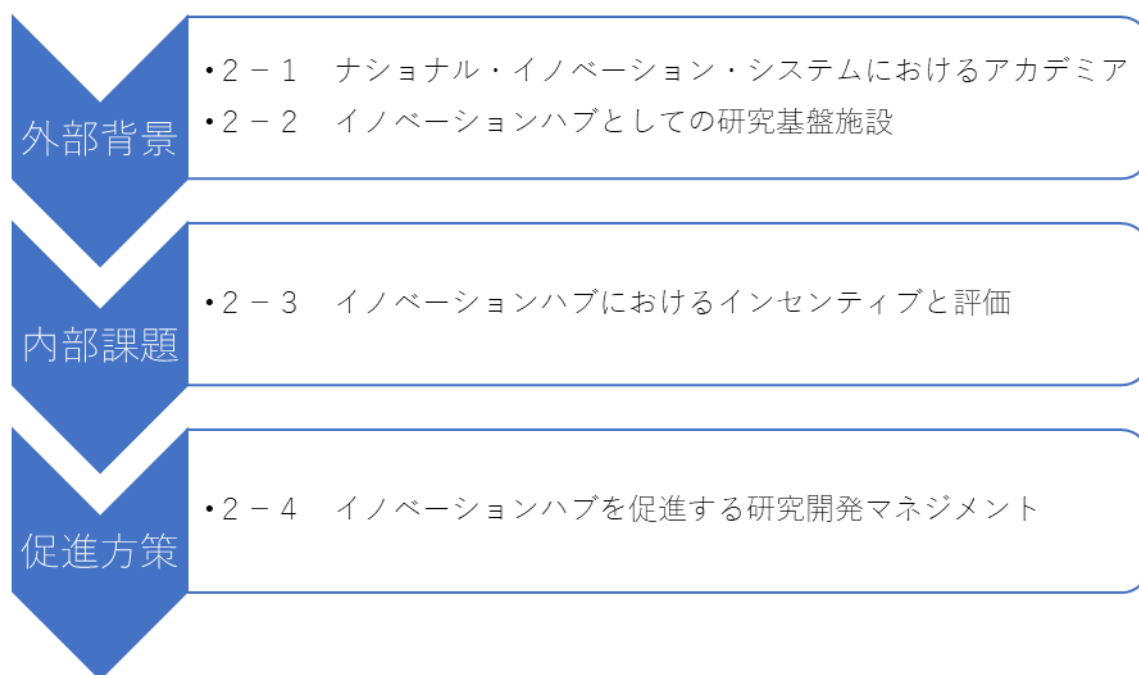 外部背景
•２－１　ナショナル・イノベーション・システムにおけるアカデミア
•２－２　イノベーションハブとしての研究基盤施設
内部課題
•２－３　イノベーションハブにおけるインセンティブと評価
促進方策
•２－４　イノベーションハブを促進する研究開発マネジメント